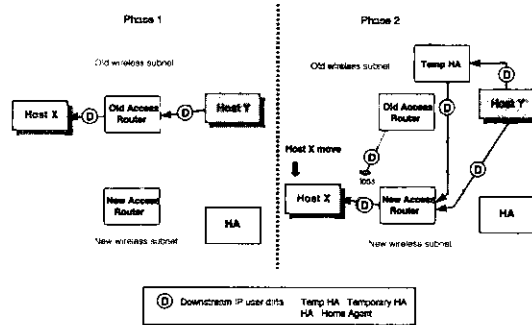 Phase 1
Old wireless subnet
Host X
D
Old Access
Router
D
Host Y
New Access
Router
HA
New wireless subnet
Phase 2
Temp HA
Old wireless subnet
D
D
Host Y
Old Access
Router
D
loss
Host X move
D
Host X
D
New Access
Router
HA
New wireless subnet
D Downstream IP user data Temp HA Temporary HA
HA Home Agent